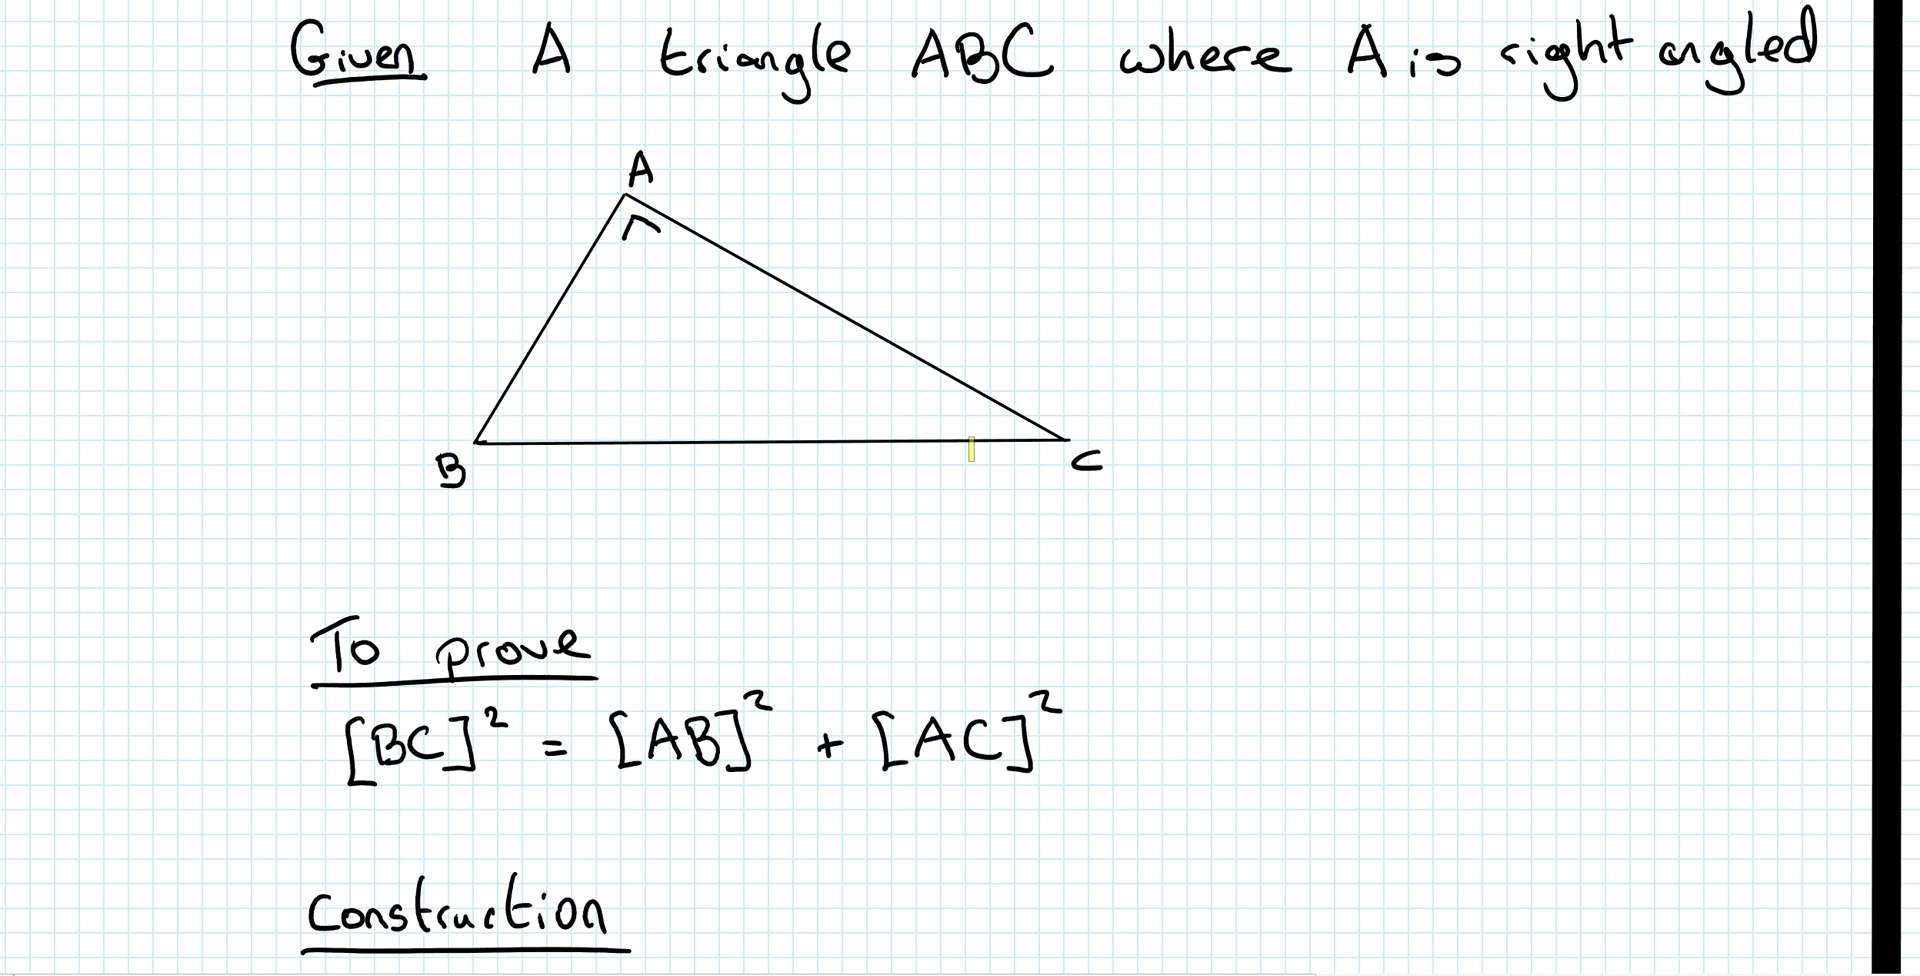 Given A triangle ABC where A is right angled
A
B
C
To prove
[BC]² = [AB]² + [AC]²
Construction